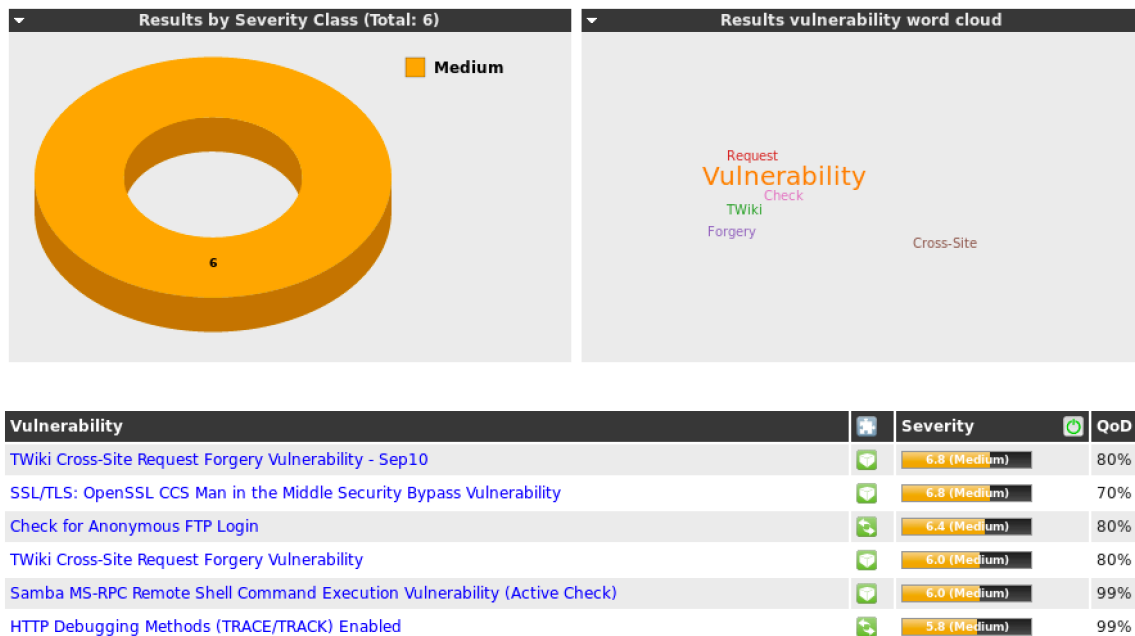 Results by Severity Class (Total: 6)
Medium
6
Results vulnerability word cloud
Request
Vulnerability
Check
TWiki
Forgery
Cross-Site
Vulnerability Severity QoD
TWiki Cross-Site Request Forgery Vulnerability - Sep10 6.8 (Medium) 80%
SSL/TLS: OpenSSL CCS Man in the Middle Security Bypass Vulnerability 6.8 (Medium) 70%
Check for Anonymous FTP Login 6.4 (Medium) 80%
TWiki Cross-Site Request Forgery Vulnerability 6.0 (Medium) 80%
Samba MS-RPC Remote Shell Command Execution Vulnerability (Active Check) 6.0 (Medium) 99%
HTTP Debugging Methods (TRACE/TRACK) Enabled 5.8 (Medium) 99%